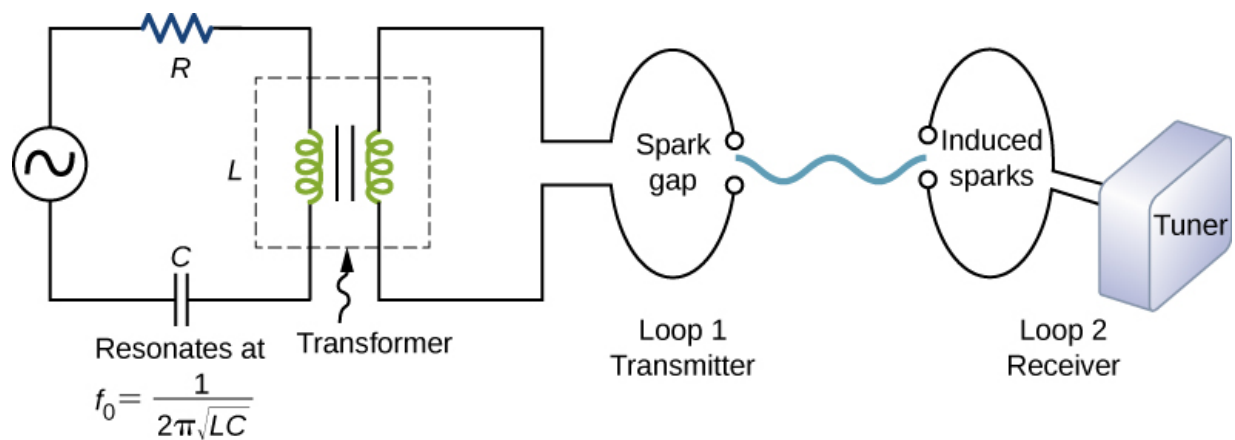 R
L
C
Resonates at
f₀ = 1 / 2π√LC
Transformer
Spark
gap
Loop 1
Transmitter
Induced
sparks
Tuner
Loop 2
Receiver